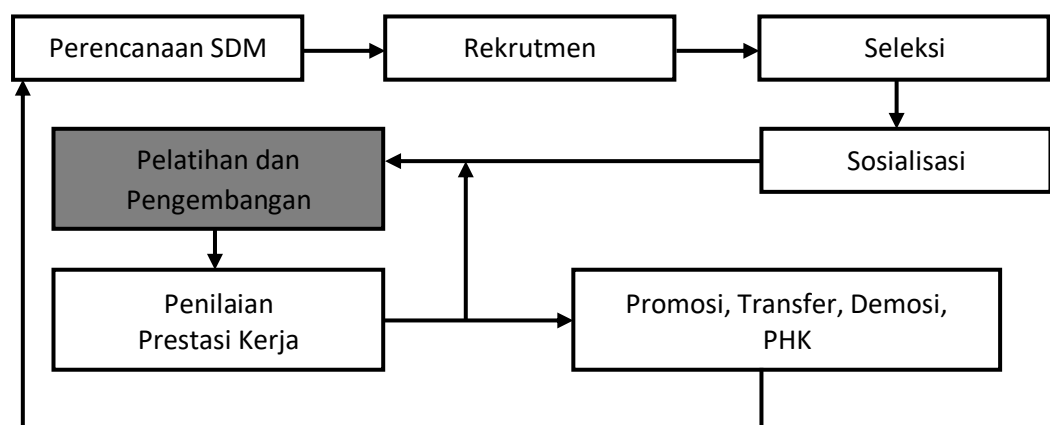 Perencanaan SDM
Rekrutmen
Seleksi
Sosialisasi
Pelatihan dan
Pengembangan
Penilaian
Prestasi Kerja
Promosi, Transfer, Demosi,
PHK